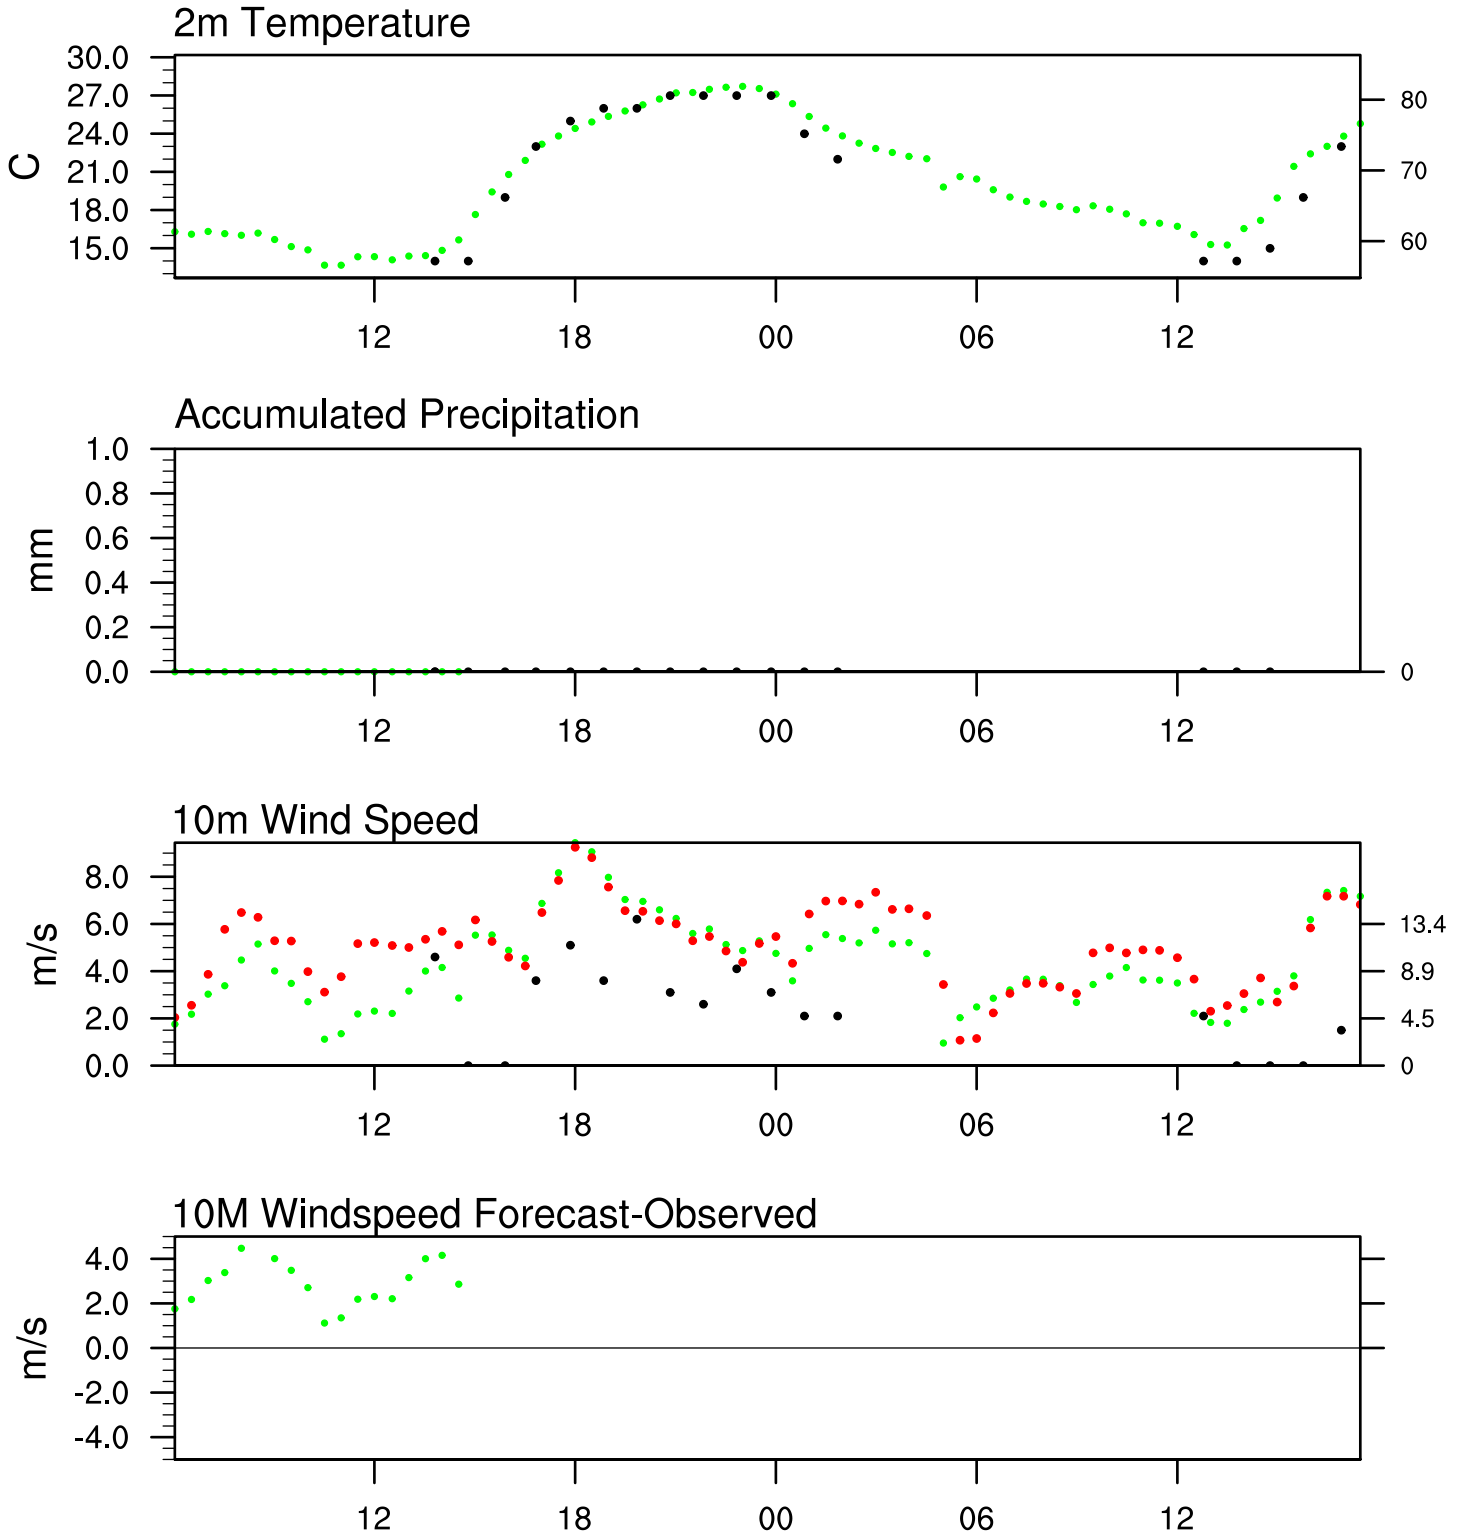 2m Temperature
30.0
27.0
24.0
21.0
18.0
15.0
C
80
70
60
12 18 00 06 12
Accumulated Precipitation
1.0
0.8
0.6
0.4
0.2
0.0
mm
0
12 18 00 06 12
10m Wind Speed
8.0
6.0
4.0
2.0
0.0
m/s
13.4
8.9
4.5
0
12 18 00 06 12
10M Windspeed Forecast-Observed
4.0
2.0
0.0
-2.0
-4.0
m/s
12 18 00 06 12